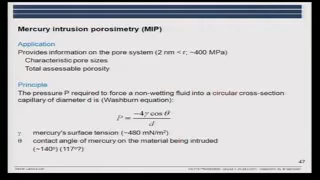 Mercury intrusion porosimetry (MIP)
Application
Provides information on the pore system (2 nm < r; ~400 MPa)
Characteristic pore sizes
Total assessable porosity
Principle
The pressure P required to force a non-wetting fluid into a circular cross-section
capillary of diameter d is (Washburn equation):
P = −4γ cos θ / d
γ mercury's surface tension (~480 mN/m²)
θ contact angle of mercury on the material being intruded
(~140°) (117°?)
47